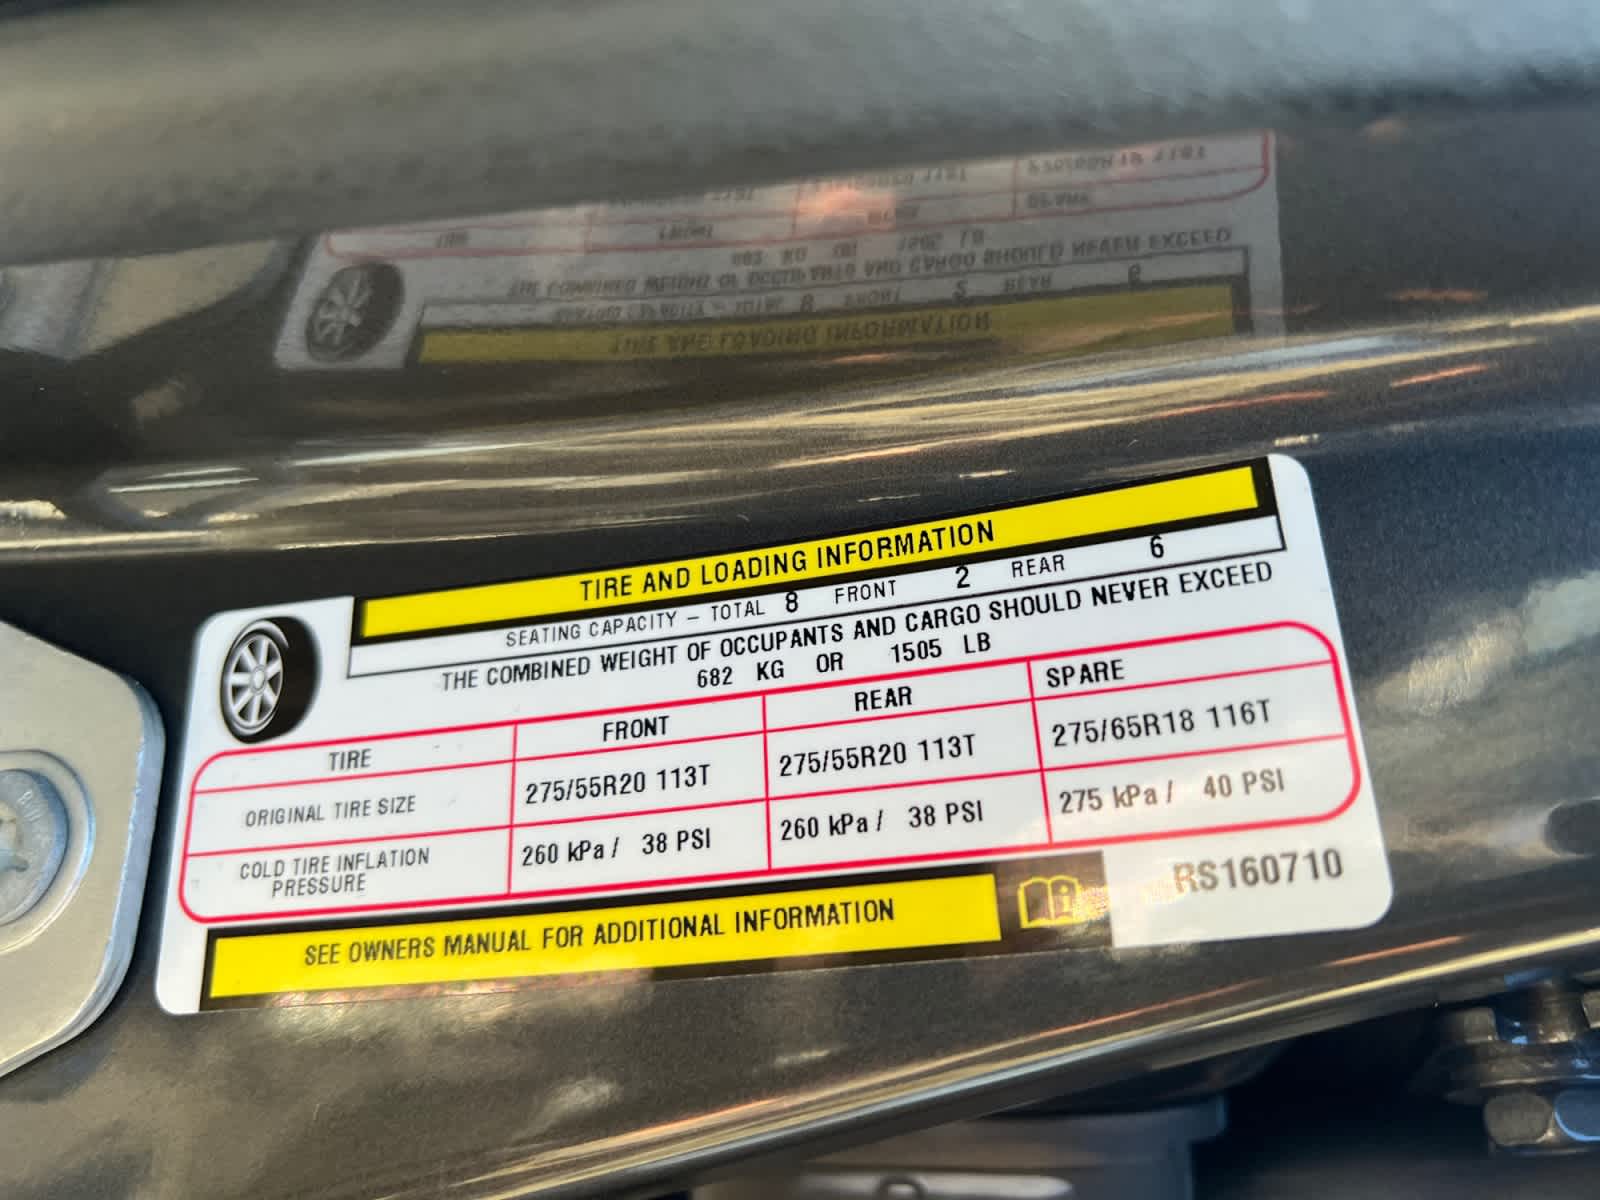 TIRE AND LOADING INFORMATION
SEATING CAPACITY – TOTAL 8 FRONT 2 REAR 6
THE COMBINED WEIGHT OF OCCUPANTS AND CARGO SHOULD NEVER EXCEED
682 KG OR 1505 LB
TIRE FRONT REAR SPARE
ORIGINAL TIRE SIZE 275/55R20 113T 275/55R20 113T 275/65R18 116T
COLD TIRE INFLATION PRESSURE 260 kPa / 38 PSI 260 kPa / 38 PSI 275 kPa / 40 PSI
SEE OWNERS MANUAL FOR ADDITIONAL INFORMATION
RS160710